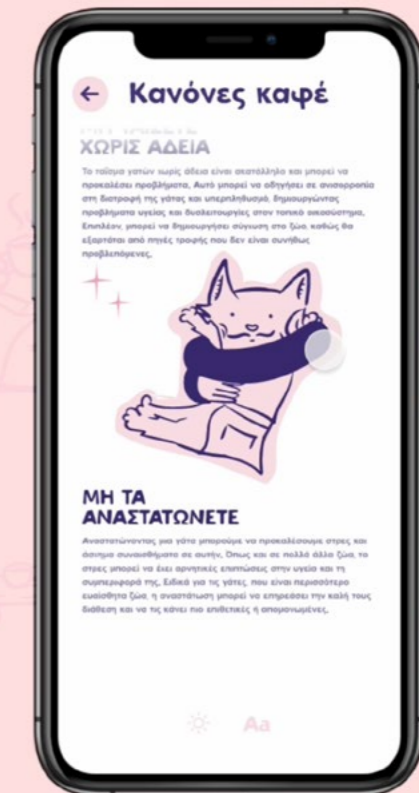 Κανόνες καφέ
ΧΩΡΙΣ ΑΔΕΙΑ
Το τάϊσμα γατών χωρίς άδεια είναι ακατάλληλο και μπορεί να
προκαλέσει προβλήματα, Αυτό μπορεί να οδηγήσει σε ανισορροπία
στη διατροφή της γάτας και υπερπληθυσμό, δημιουργώντας
προβλήματα υγείας και δυσλειτουργίες στον τοπικό οικοσύστημα,
Επιπλέον, μπορεί να δημιουργήσει σύγχυση στο ζώο, καθώς θα
εξαρτάται από πηγές τροφής που δεν είναι συνήθως
προβλεπόμενες,
ΜΗ ΤΑ
ΑΝΑΣΤΑΤΩΝΕΤΕ
Αναστατώνοντας μια γάτα μπορούμε να προκαλέσουμε στρες και
άσχημα συναισθήματα σε αυτήν, Όπως και σε πολλά άλλα ζώα, το
στρες μπορεί να έχει αρνητικές επιπτώσεις στην υγεία και τη
συμπεριφορά της, Ειδικά για τις γάτες, που είναι περισσότερο
ευαίσθητα ζώα, η αναστάτωση μπορεί να επηρεάσει την καλή τους
διάθεση και να τις κάνει πιο επιθετικές ή απομονωμένες,
Aa